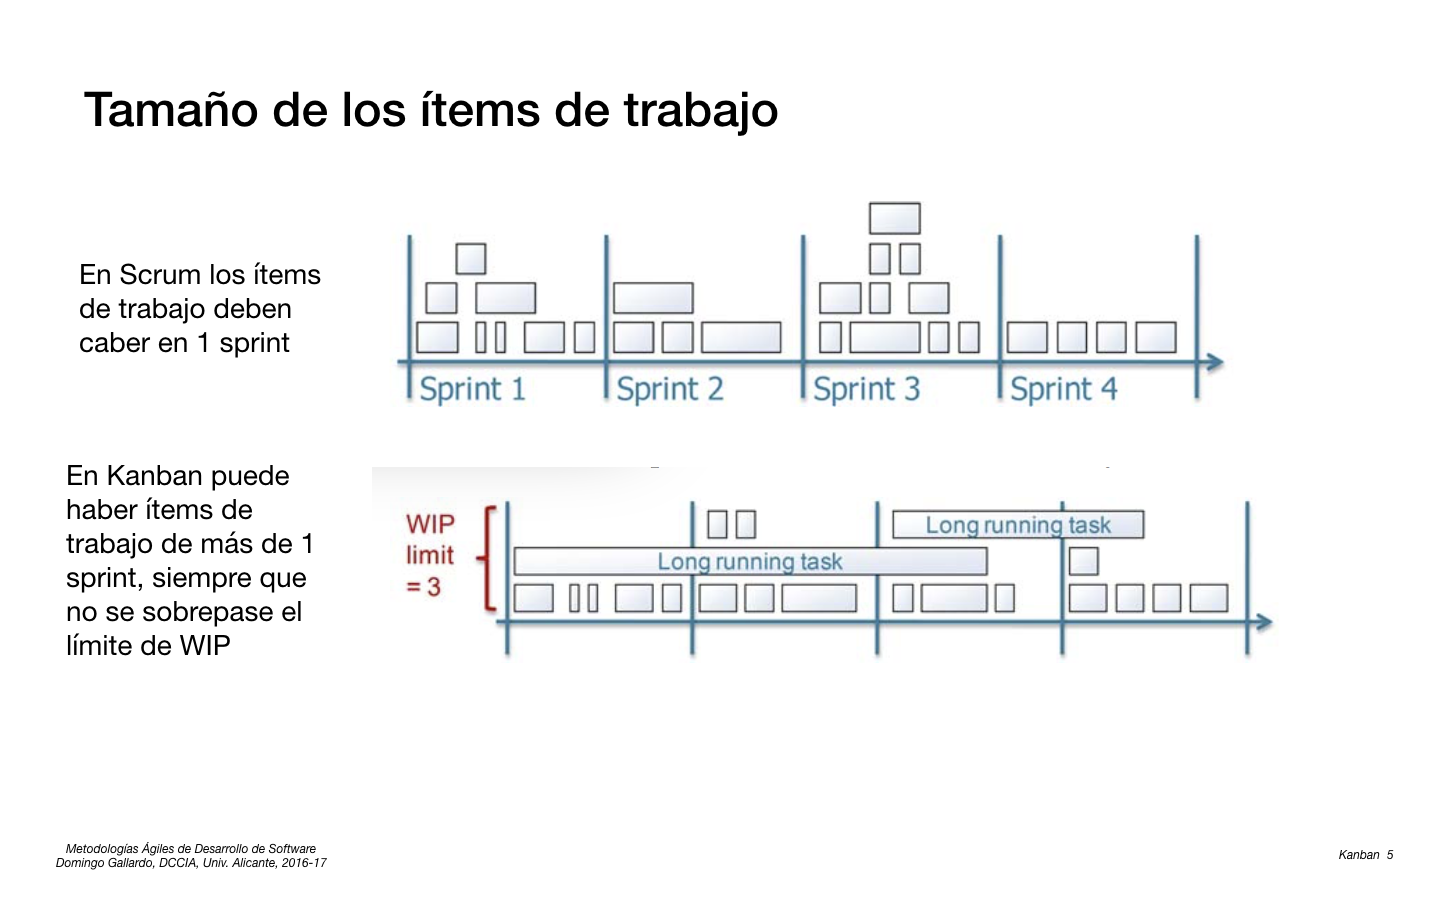 Tamaño de los ítems de trabajo
En Scrum los ítems
de trabajo deben
caber en 1 sprint
Sprint 1
Sprint 2
Sprint 3
Sprint 4
En Kanban puede
haber ítems de
trabajo de más de 1
sprint, siempre que
no se sobrepase el
límite de WIP
WIP
limit
= 3
Long running task
Long running task
Metodologías Ágiles de Desarrollo de Software
Domingo Gallardo, DCCIA, Univ. Alicante, 2016-17
Kanban 5